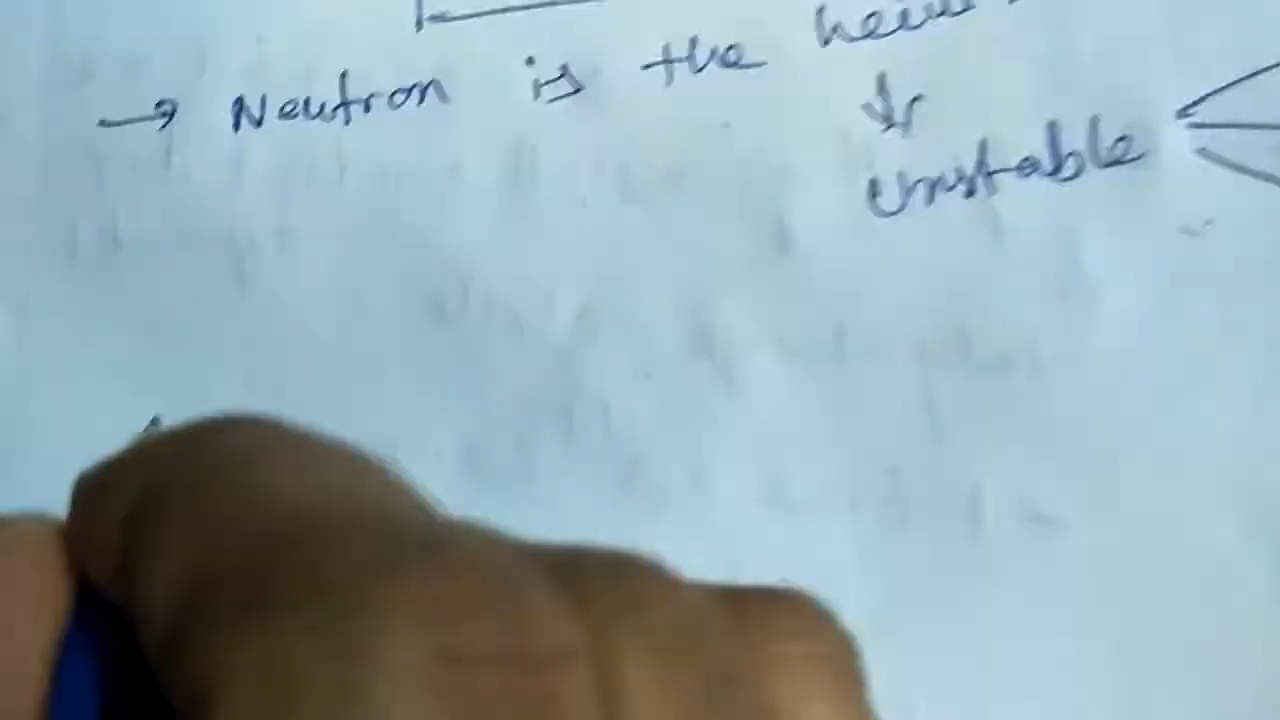 → Neutron is the
↓
Unstable